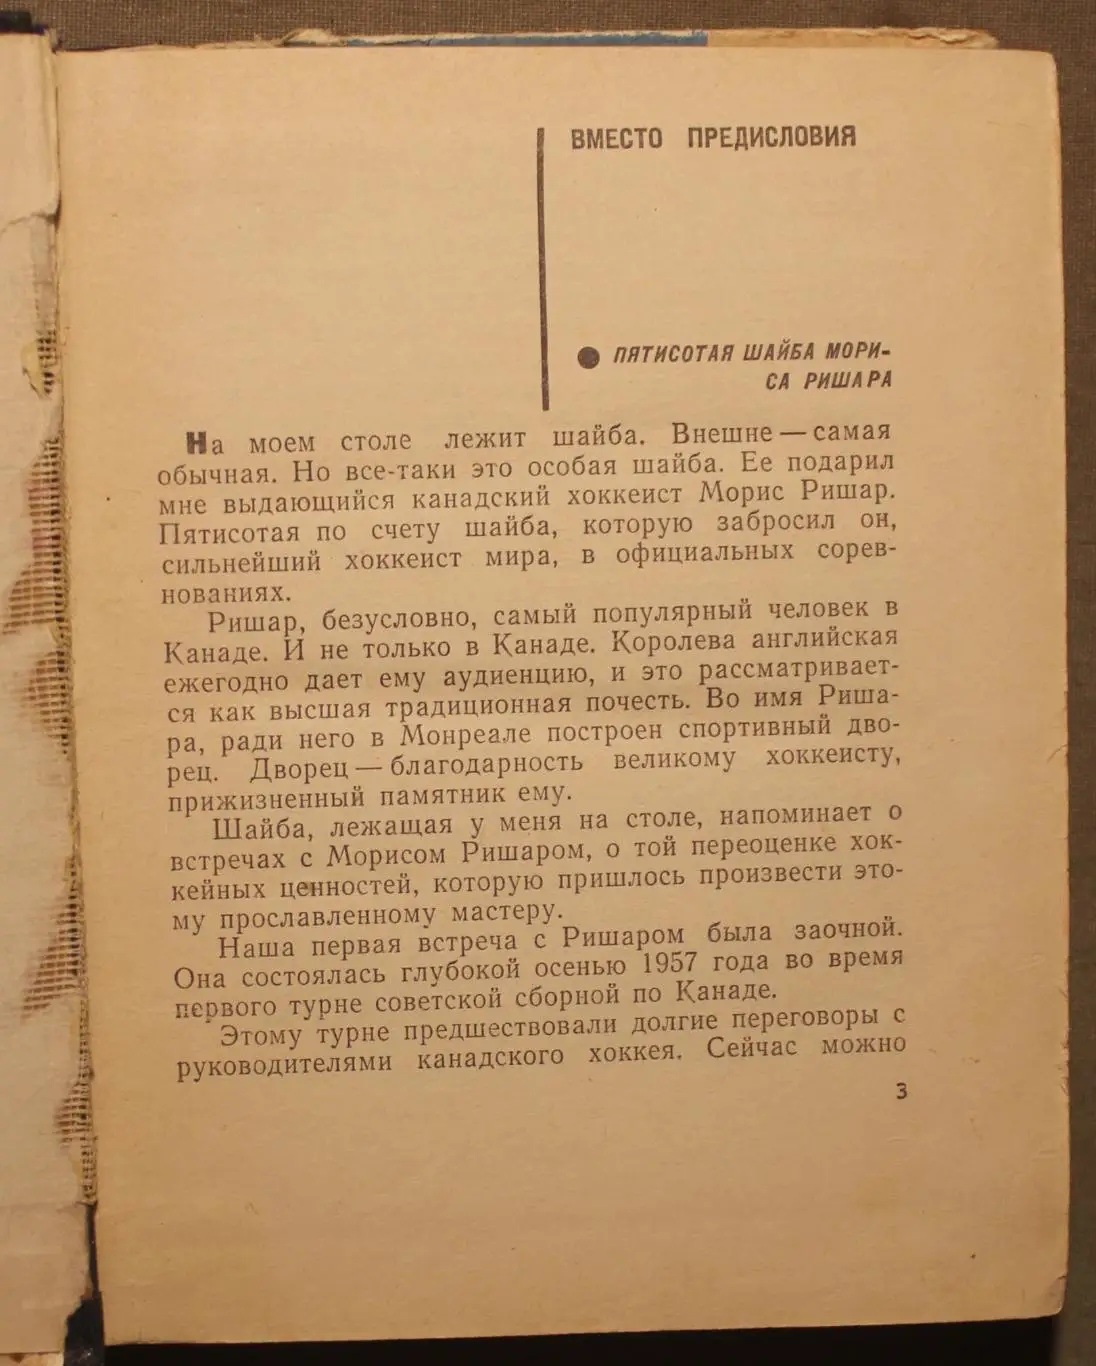 ВМЕСТО ПРЕДИСЛОВИЯ
● ПЯТИСОТАЯ ШАЙБА МОРИ-
СА РИШАРА
На моем столе лежит шайба. Внешне — самая
обычная. Но все-таки это особая шайба. Ее подарил
мне выдающийся канадский хоккеист Морис Ришар.
Пятисотая по счету шайба, которую забросил он,
сильнейший хоккеист мира, в официальных сорев-
нованиях.
Ришар, безусловно, самый популярный человек в
Канаде. И не только в Канаде. Королева английская
ежегодно дает ему аудиенцию, и это рассматривает-
ся как высшая традиционная почесть. Во имя Риша-
ра, ради него в Монреале построен спортивный дво-
рец. Дворец — благодарность великому хоккеисту,
прижизненный памятник ему.
Шайба, лежащая у меня на столе, напоминает о
встречах с Морисом Ришаром, о той переоценке хок-
кейных ценностей, которую пришлось произвести это-
му прославленному мастеру.
Наша первая встреча с Ришаром была заочной.
Она состоялась глубокой осенью 1957 года во время
первого турне советской сборной по Канаде.
Этому турне предшествовали долгие переговоры с
руководителями канадского хоккея. Сейчас можно
3